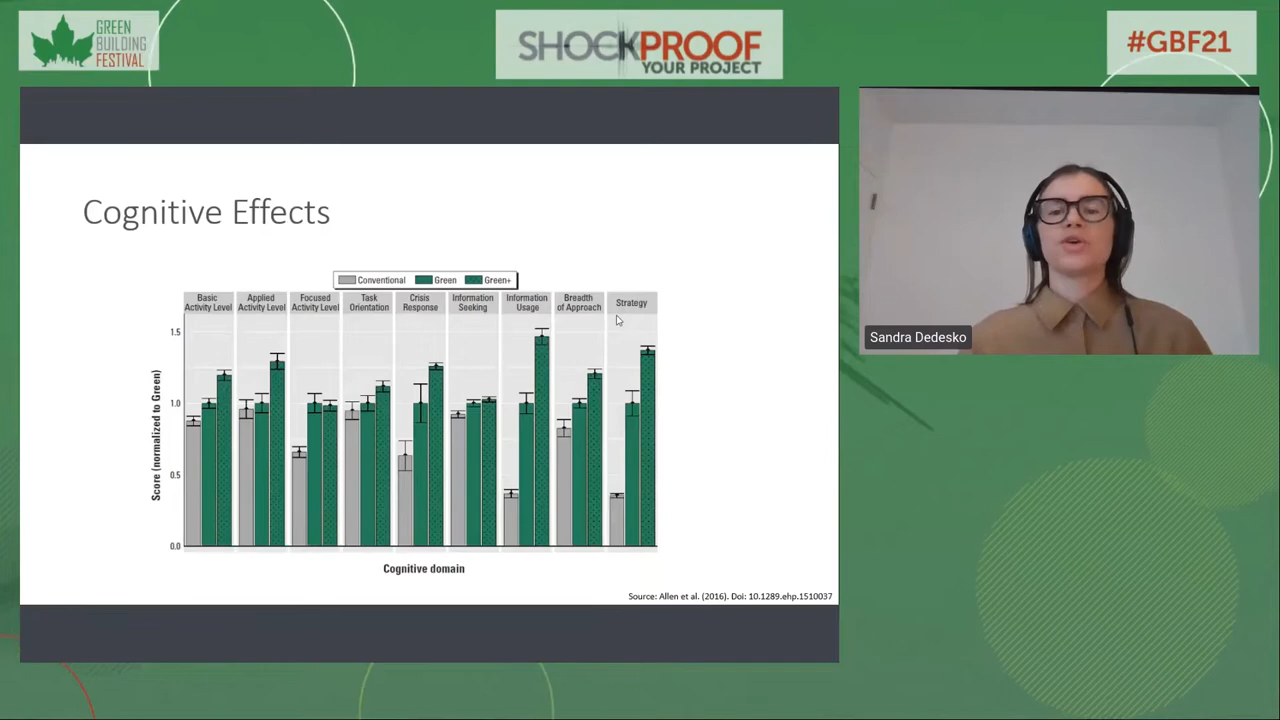 GREEN
BUILDING
FESTIVAL
SHOCKPROOF
YOUR PROJECT
#GBF21
Cognitive Effects
Conventional Green Green+
Basic
Activity Level
Applied
Activity Level
Focused
Activity Level
Task
Orientation
Crisis
Response
Information
Seeking
Information
Usage
Breadth
of Approach
Strategy
Score (normalized to Green)
1.5
1.0
0.5
0.0
Cognitive domain
Source: Allen et al. (2016). Doi: 10.1289.ehp.1510037
Sandra Dedesko